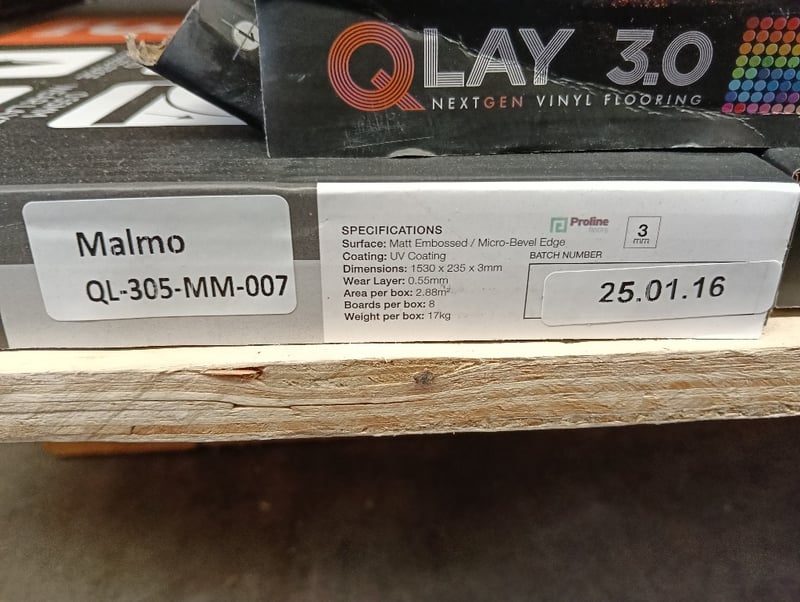 QLAY 3.0
NEXTGEN VINYL FLOORING
Malmo
QL-305-MM-007
SPECIFICATIONS
Surface: Matt Embossed / Micro-Bevel Edge
Coating: UV Coating
Dimensions: 1530 x 235 x 3mm
Wear Layer: 0.55mm
Area per box: 2.88m²
Boards per box: 8
Weight per box: 17kg
Proline
floors
3
mm
BATCH NUMBER
25.01.16